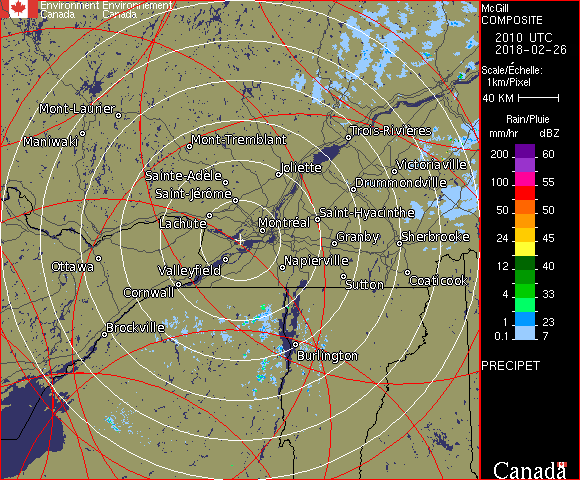 Environment Environnement
Canada Canada
McGill
COMPOSITE
2010 UTC
2018-02-26
Scale/Échelle:
1km/Pixel
40 KM
Rain/Pluie
mm/hr dBZ
200 60
100 55
50 50
24 45
12 40
4 33
1 23
0.1 7
PRECIPET
Canada
Mont-Laurier
Maniwaki
Mont-Tremblant
Trois-Rivières
Sainte-Adèle
Joliette
Victoriaville
Saint-Jérôme
Drummondville
Lachute
Montréal
Saint-Hyacinthe
Granby
Sherbrooke
Ottawa
Valleyfield
Napierville
Cornwall
Sutton
Coaticook
Brockville
Burlington